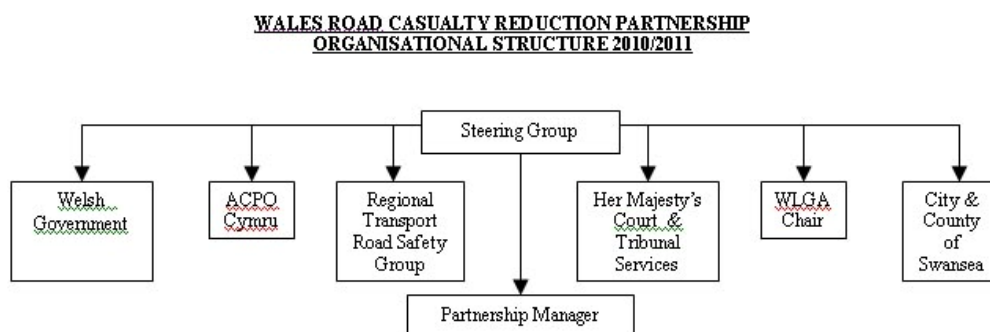 WALES ROAD CASUALTY REDUCTION PARTNERSHIP
ORGANISATIONAL STRUCTURE 2010/2011
Steering Group
Welsh
Government
ACPO
Cymru
Regional
Transport
Road Safety
Group
Her Majesty's
Court &
Tribunal
Services
WLGA
Chair
City &
County
of
Swansea
Partnership Manager